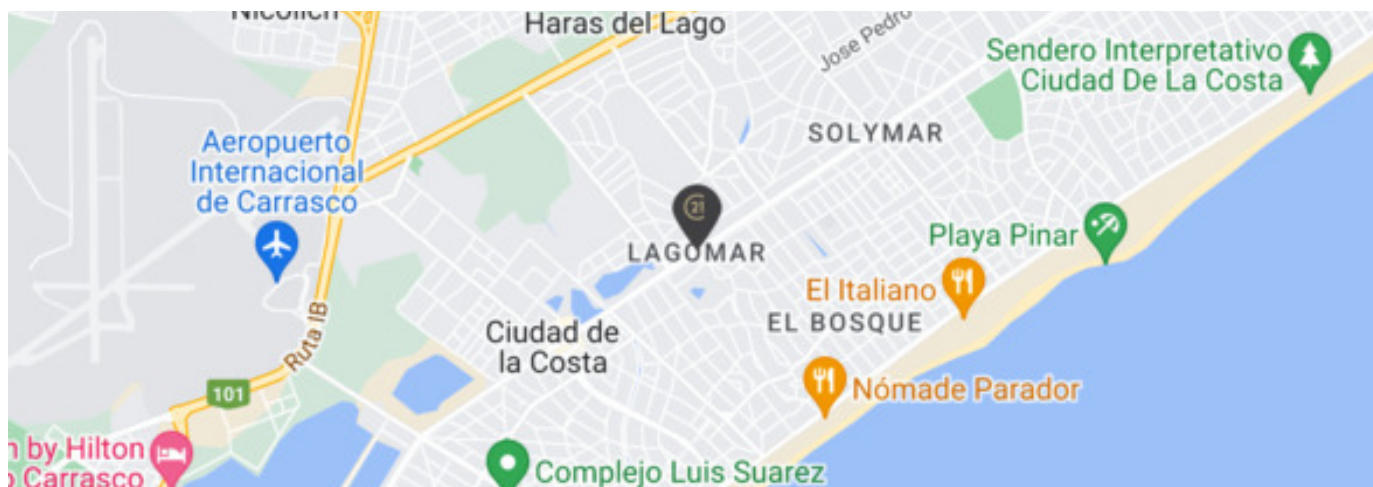 Nicolich
Haras del Lago
Jose Pedro
Sendero Interpretativo
Ciudad De La Costa
SOLYMAR
Aeropuerto
Internacional
de Carrasco
21
LAGOMAR
Playa Pinar
El Italiano
EL BOSQUE
Ruta IB
Ciudad de
la Costa
101
Nómade Parador
n by Hilton
o Carrasco
Complejo Luis Suarez